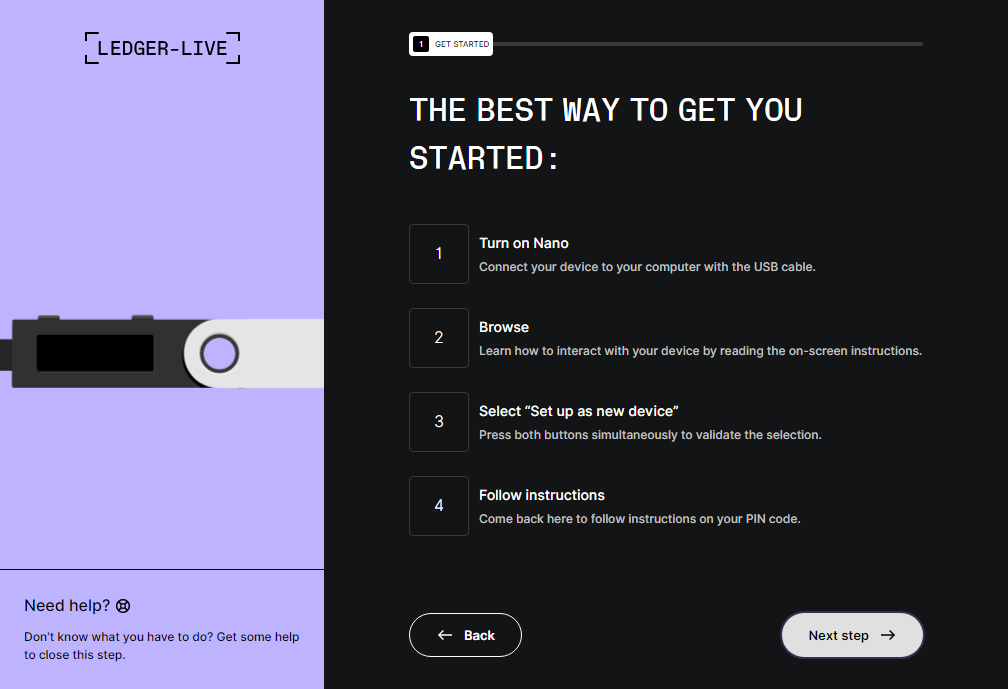 LEDGER-LIVE
1 GET STARTED
THE BEST WAY TO GET YOU
STARTED:
1
Turn on Nano
Connect your device to your computer with the USB cable.
2
Browse
Learn how to interact with your device by reading the on-screen instructions.
3
Select “Set up as new device”
Press both buttons simultaneously to validate the selection.
4
Follow instructions
Come back here to follow instructions on your PIN code.
Need help?
Don't know what you have to do? Get some help
to close this step.
← Back
Next step →